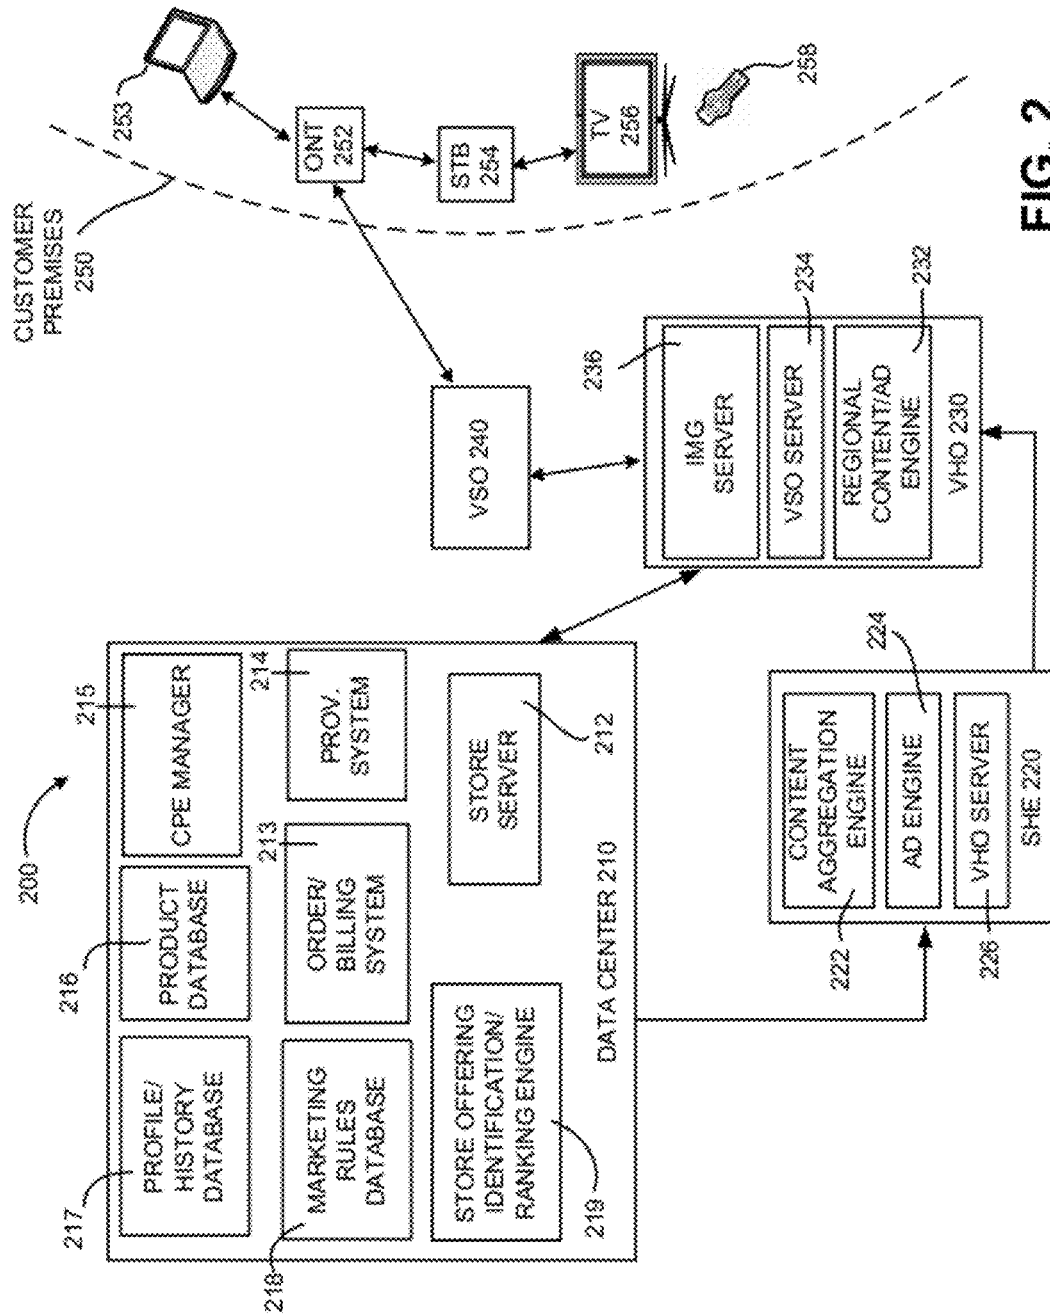 200
217
PROFILE/
HISTORY
DATABASE
216
PRODUCT
DATABASE
215
CPE MANAGER
218
MARKETING
RULES
DATABASE
213
ORDER/
BILLING
SYSTEM
214
PROV.
SYSTEM
219
STORE OFFERING
IDENTIFICATION/
RANKING ENGINE
STORE
SERVER
212
DATA CENTER 210
222
CONTENT
AGGREGATION
ENGINE
224
AD ENGINE
226
VHO SERVER
SHE 220
VSO 240
236
IMG
SERVER
234
VSO SERVER
232
REGIONAL
CONTENT/AD
ENGINE
VHO 230
CUSTOMER
PREMISES
250
253
ONT
252
STB
254
TV
256
258
FIG. 2